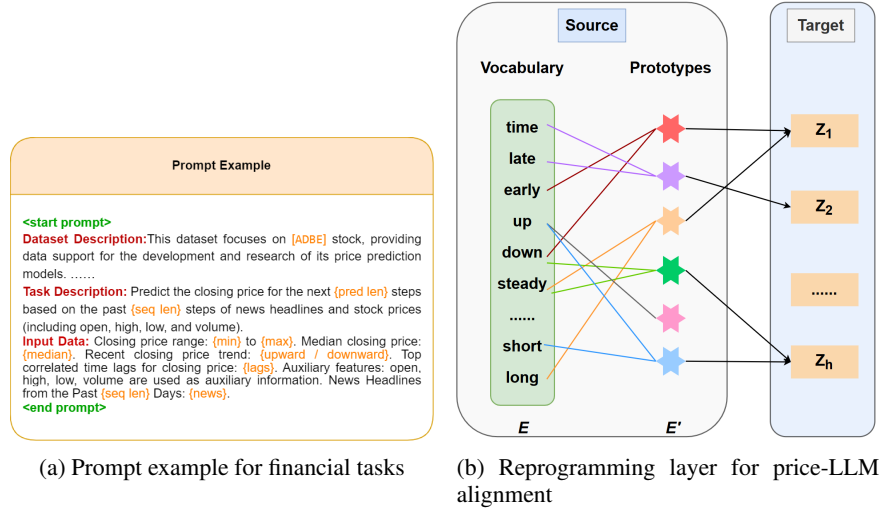 Prompt Example
<start prompt>
Dataset Description:This dataset focuses on [ADBE] stock, providing
data support for the development and research of its price prediction
models. ……
Task Description: Predict the closing price for the next {pred len} steps
based on the past {seq len} steps of news headlines and stock prices
(including open, high, low, and volume).
Input Data: Closing price range: {min} to {max}. Median closing price:
{median}. Recent closing price trend: {upward / downward}. Top
correlated time lags for closing price: {lags}. Auxiliary features: open,
high, low, volume are used as auxiliary information. News Headlines
from the Past {seq len} Days: {news}.
<end prompt>
(a) Prompt example for financial tasks
Source
Vocabulary
Prototypes
time
late
early
up
down
steady
......
short
long
E
E'
Target
Z1
Z2
......
Zh
(b) Reprogramming layer for price-LLM
alignment